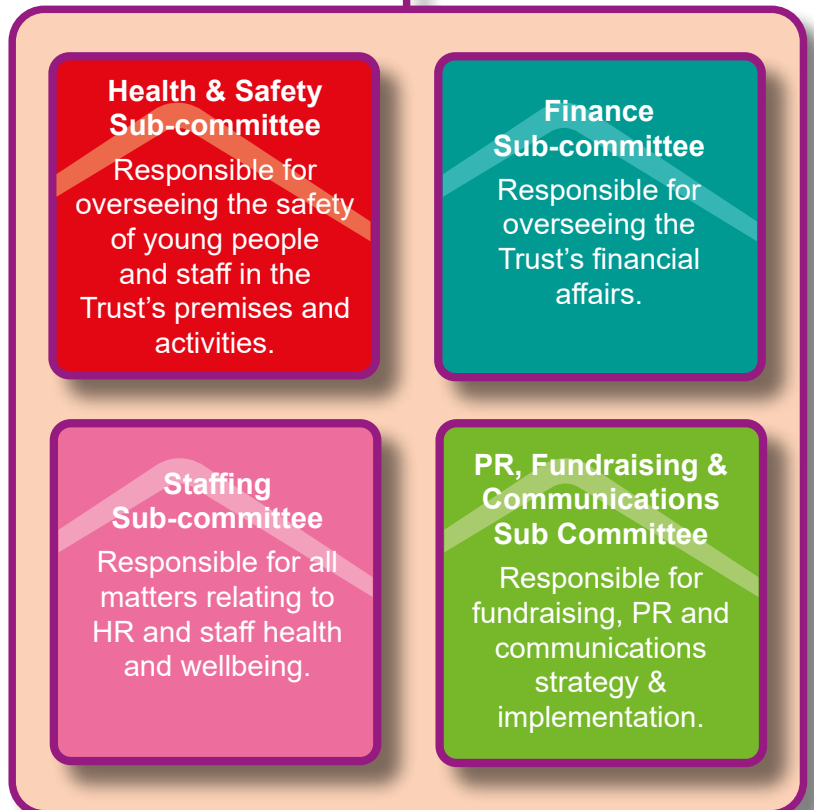 Health & Safety
Sub-committee
Responsible for
overseeing the safety
of young people
and staff in the
Trust’s premises and
activities.
Finance
Sub-committee
Responsible for
overseeing the
Trust’s financial
affairs.
Staffing
Sub-committee
Responsible for all
matters relating to
HR and staff health
and wellbeing.
PR, Fundraising &
Communications
Sub Committee
Responsible for
fundraising, PR and
communications
strategy &
implementation.